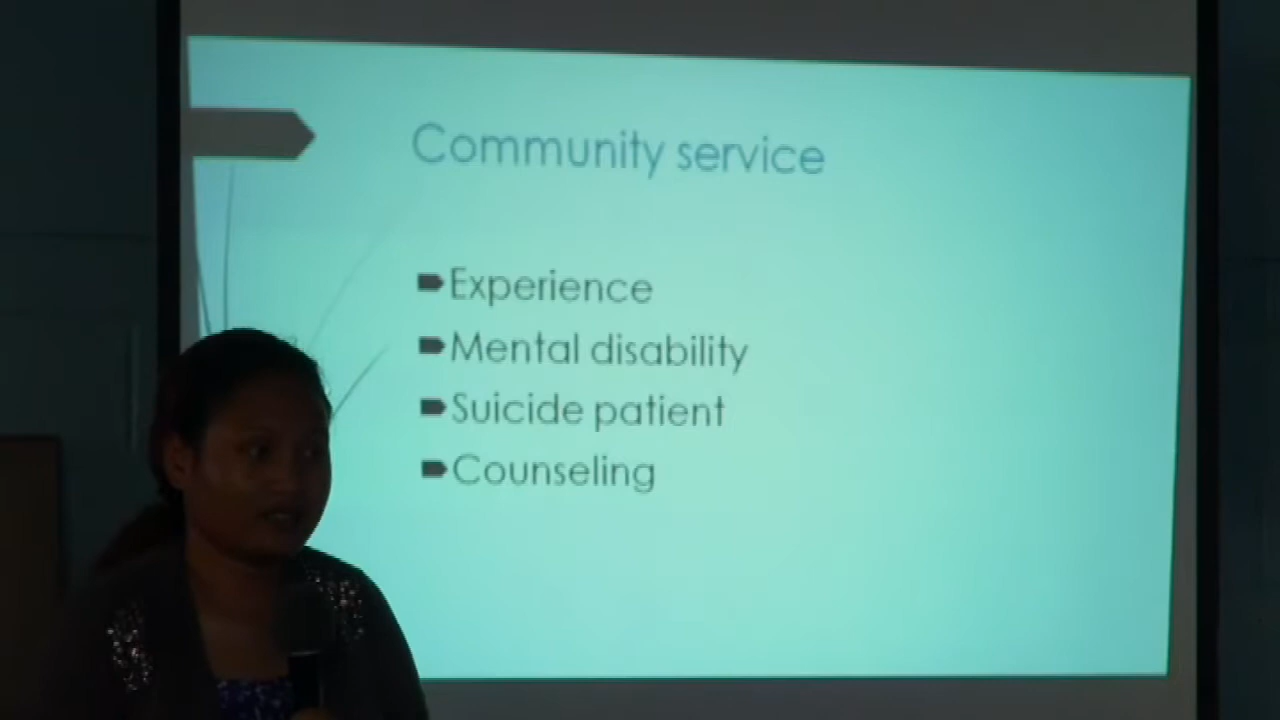 Community service
Experience
Mental disability
Suicide patient
Counseling